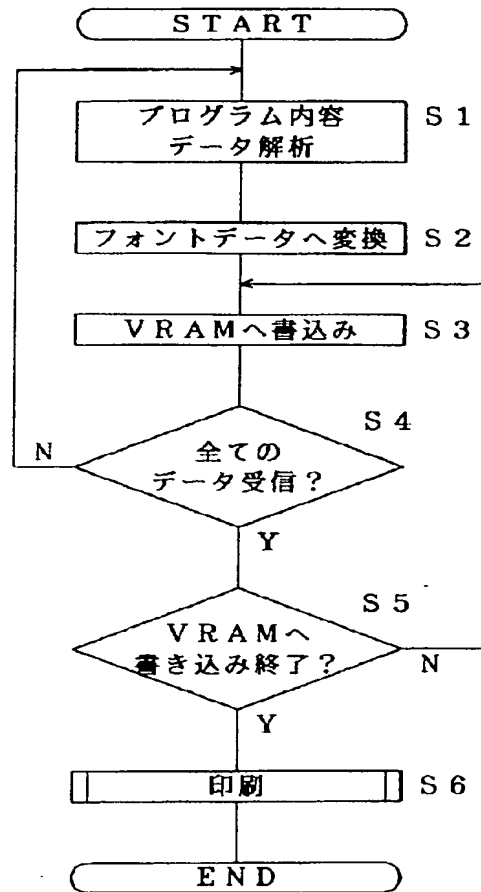 START
プログラム内容
データ解析
S1
フォントデータへ変換
S2
VRAMへ書込み
S3
S4
全ての
データ受信？
N
Y
S5
VRAMへ
書き込み終了？
N
Y
印刷
S6
END